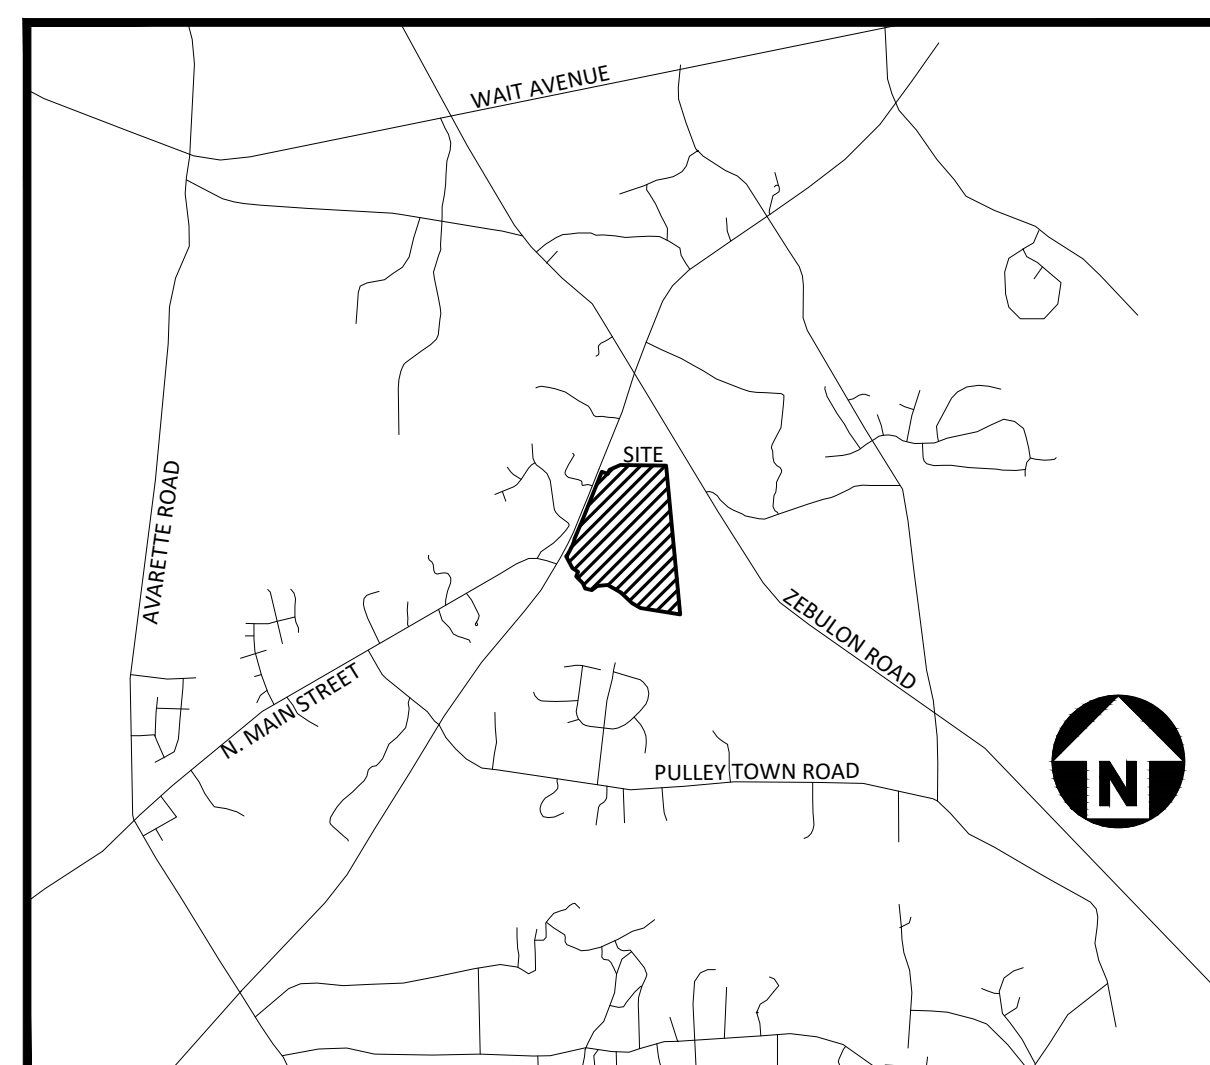 WAIT AVENUE
SITE
AVARETTE ROAD
ZEBULON ROAD
N. MAIN STREET
PULLEY TOWN ROAD
N